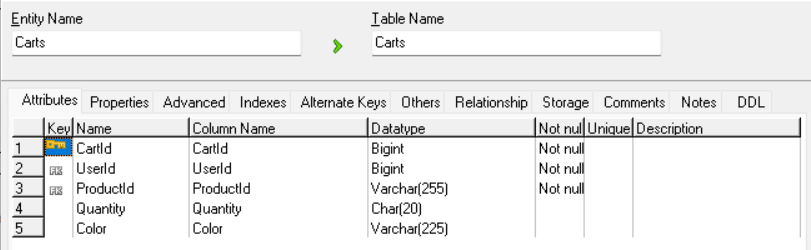 Entity Name Table Name
Carts Carts
Attributes Properties Advanced Indexes Alternate Keys Others Relationship Storage Comments Notes DDL
Key Name Column Name Datatype Not nul Unique Description
1 CartId CartId Bigint Not null
2 FK UserId UserId Bigint Not null
3 FK ProductId ProductId Varchar(255) Not null
4 Quantity Quantity Char(20)
5 Color Color Varchar(225)